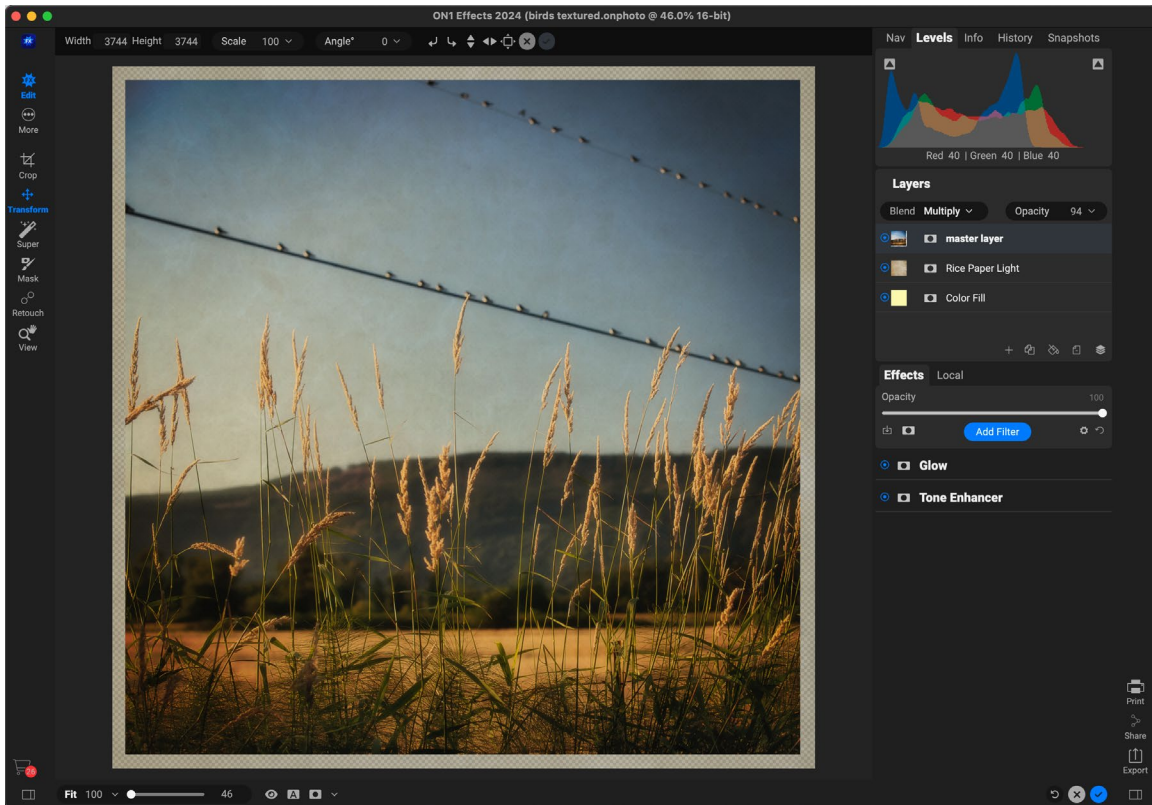 ON1 Effects 2024 (birds textured.onphoto @ 46.0% 16-bit)
Width 3744 Height 3744 Scale 100 Angle° 0
Nav Levels Info History Snapshots
Red 40 | Green 40 | Blue 40
Edit
More
Crop
Transform
Super
Mask
Retouch
View
Layers
Blend Multiply Opacity 94
master layer
Rice Paper Light
Color Fill
Effects Local
Opacity 100
Add Filter
Glow
Tone Enhancer
Print
Share
Export
26
Fit 100 46 A